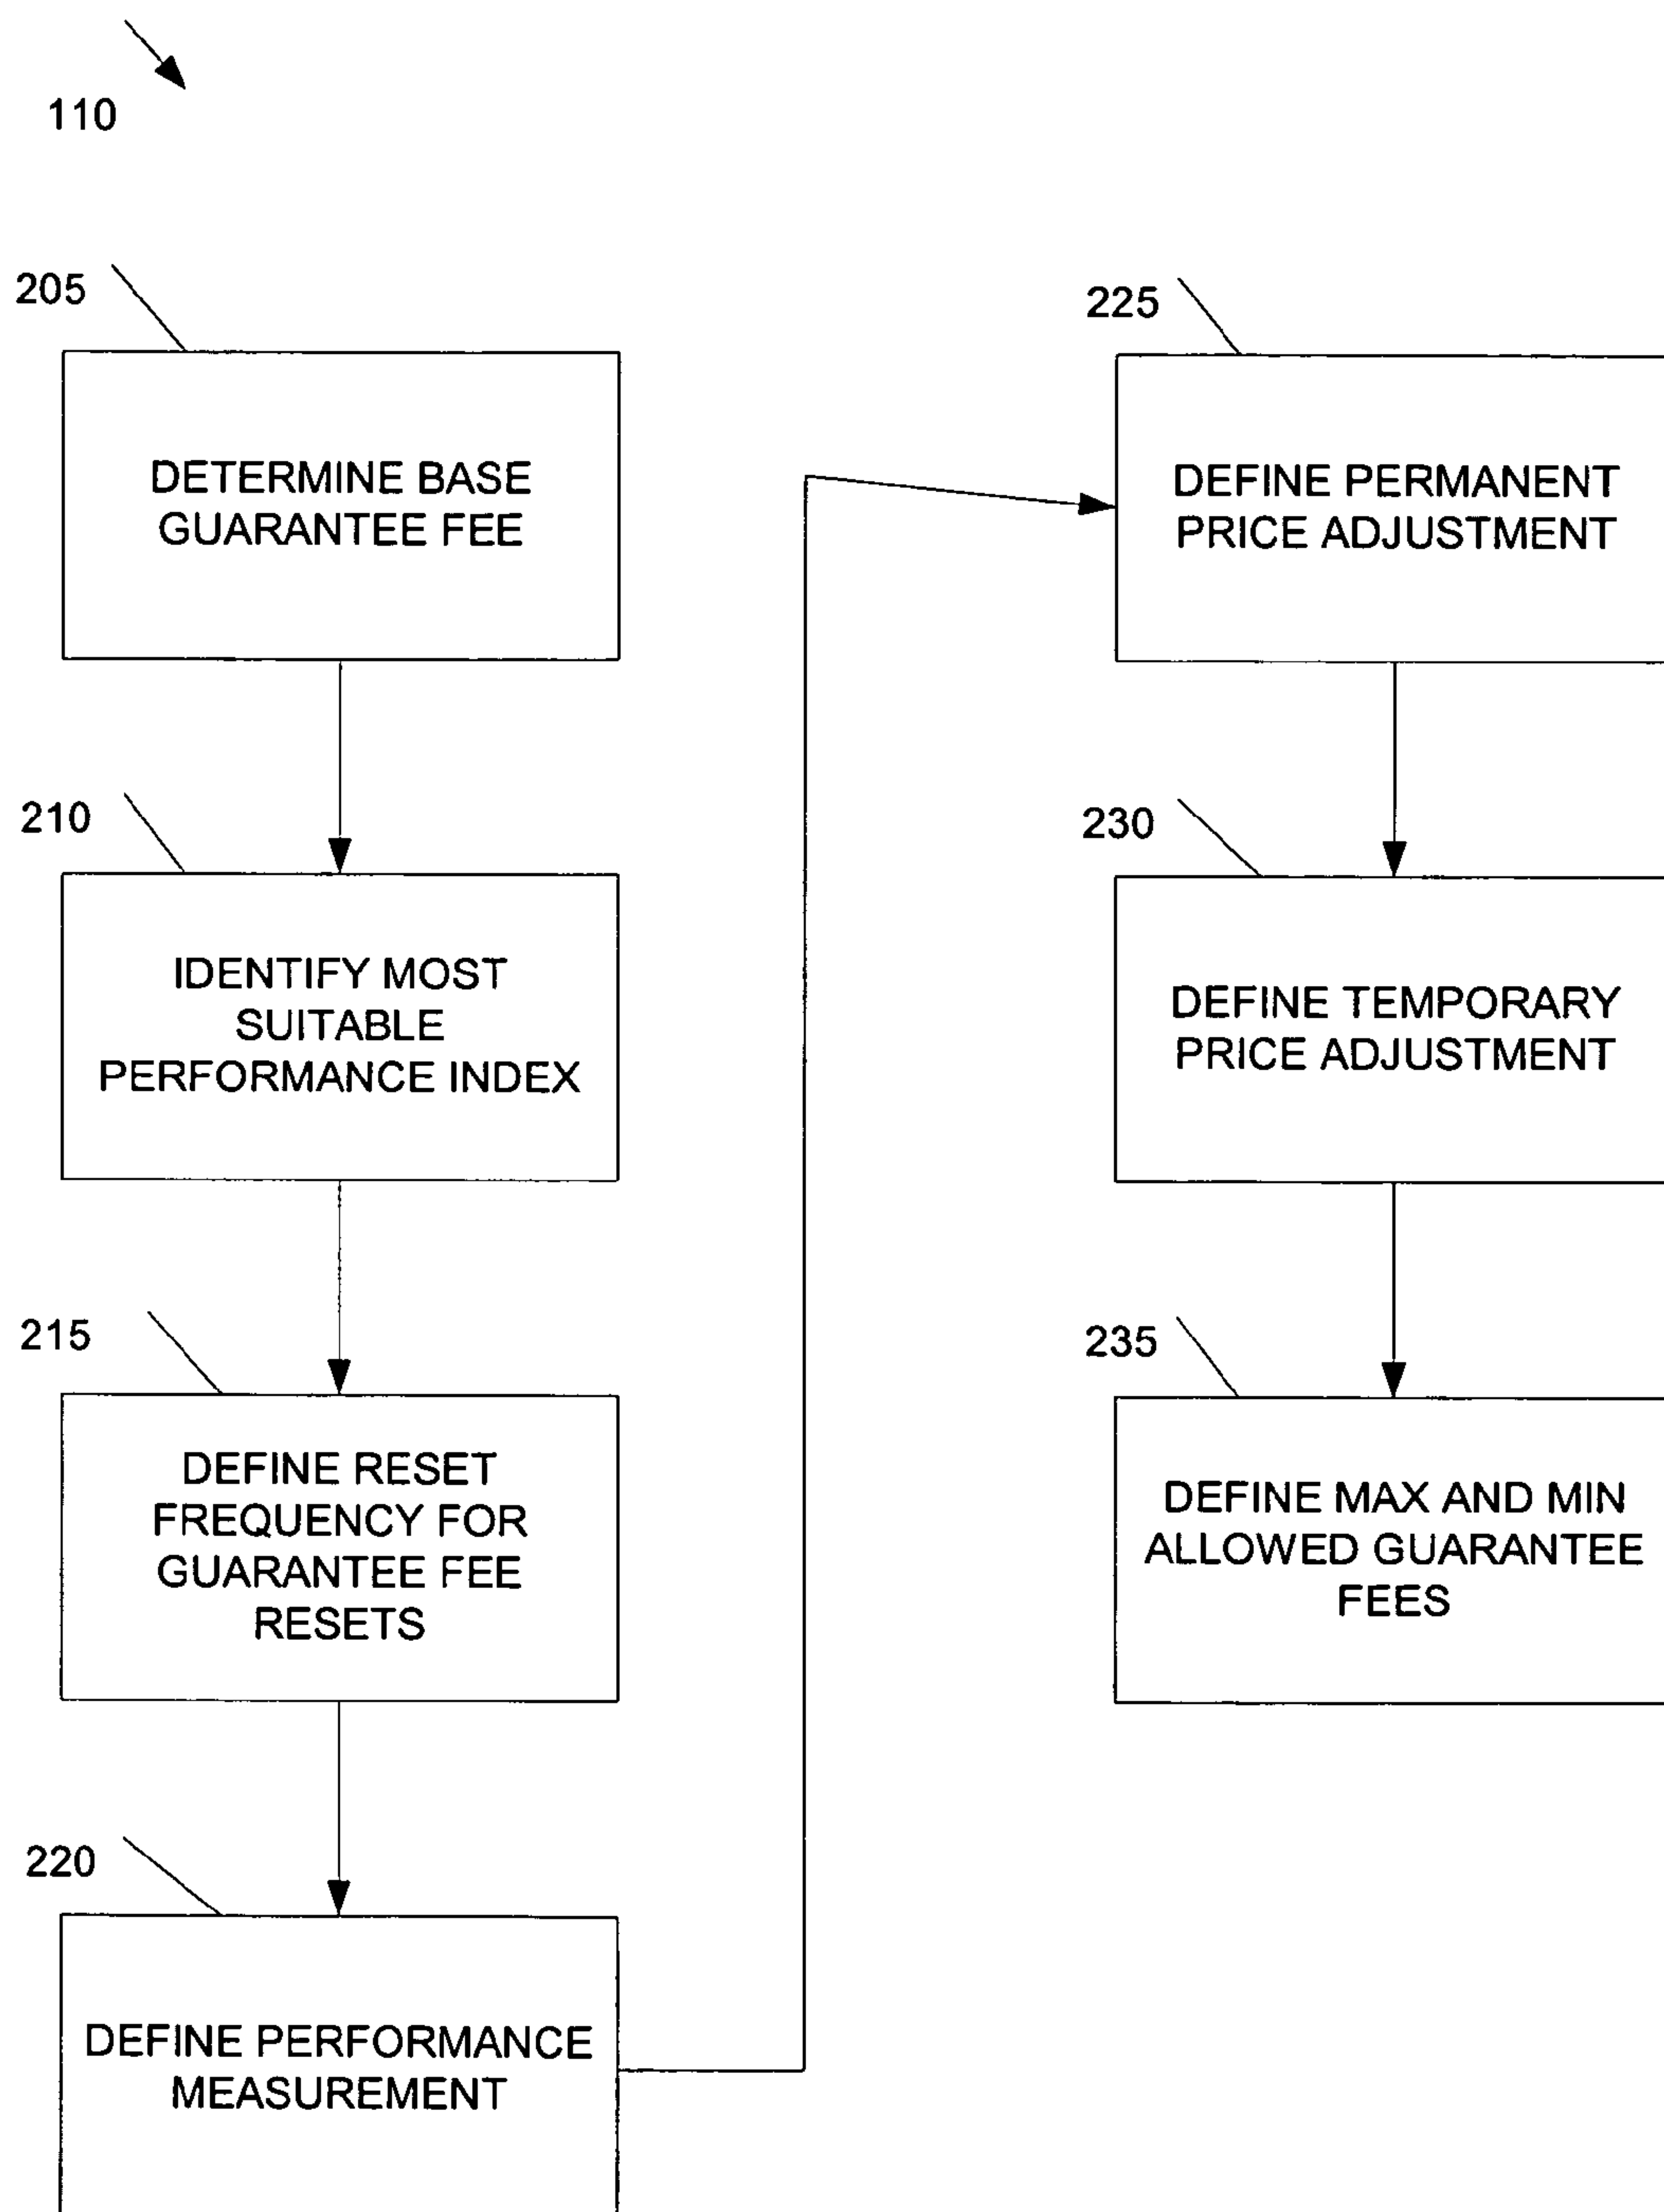 110
205
DETERMINE BASE
GUARANTEE FEE
210
IDENTIFY MOST
SUITABLE
PERFORMANCE INDEX
215
DEFINE RESET
FREQUENCY FOR
GUARANTEE FEE
RESETS
220
DEFINE PERFORMANCE
MEASUREMENT
225
DEFINE PERMANENT
PRICE ADJUSTMENT
230
DEFINE TEMPORARY
PRICE ADJUSTMENT
235
DEFINE MAX AND MIN
ALLOWED GUARANTEE
FEES